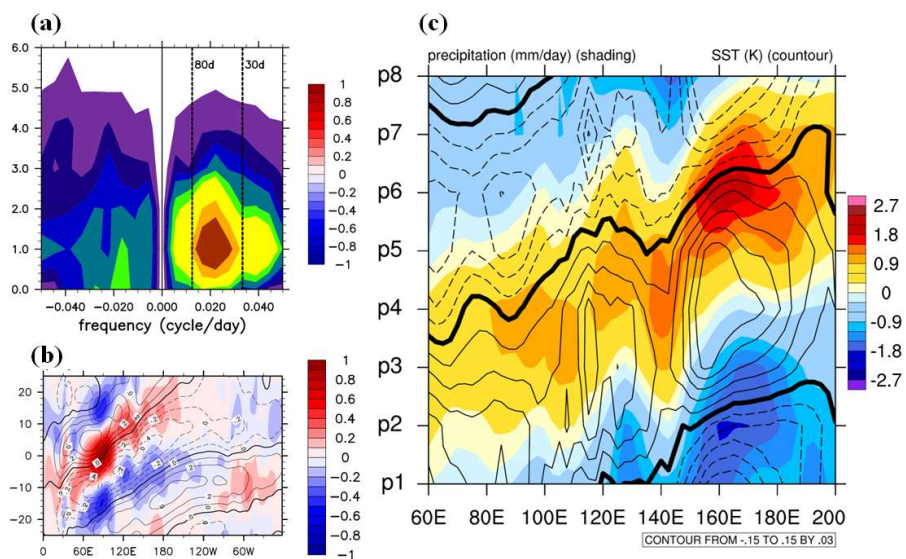 (a)
6.0
5.0
4.0
3.0
2.0
1.0
0.0
80d
30d
-0.040
-0.020
0.000
0.020
0.040
frequency (cycle/day)
1
0.8
0.6
0.4
0.2
0
-0.2
-0.4
-0.6
-0.8
-1
(b)
20
10
0
-10
-20
0
60E
120E
180
120W
60W
0
1
0.8
0.6
0.4
0.2
0
-0.2
-0.4
-0.6
-0.8
-1
(c)
precipitation (mm/day) (shading)
SST (K) (countour)
p8
p7
p6
p5
p4
p3
p2
p1
60E
80E
100E
120E
140E
160E
180E
200
CONTOUR FROM -.15 TO .15 BY .03
2.7
1.8
0.9
0
-0.9
-1.8
-2.7